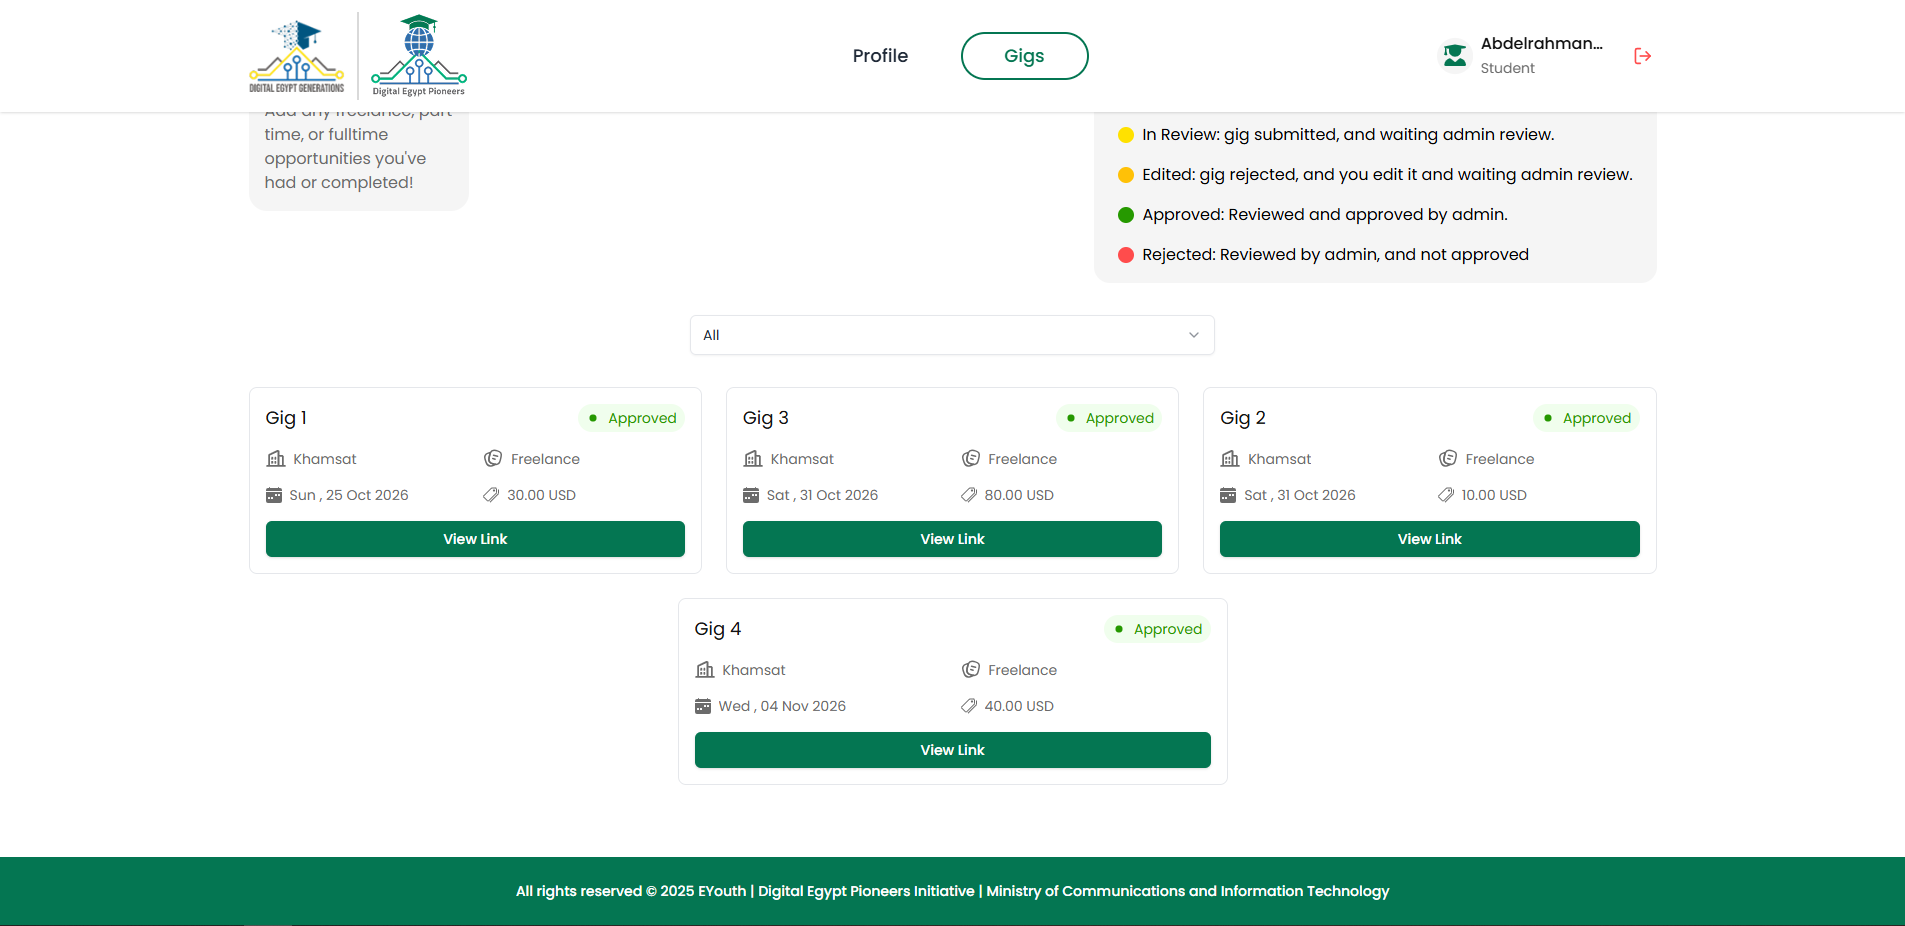 DIGITAL EGYPT GENERATIONS
Digital Egypt Pioneers
Profile
Gigs
Abdelrahman...
Student
Add any freelance, part
time, or fulltime
opportunities you've
had or completed!
In Review: gig submitted, and waiting admin review.
Edited: gig rejected, and you edit it and waiting admin review.
Approved: Reviewed and approved by admin.
Rejected: Reviewed by admin, and not approved
All
Gig 1
Approved
Khamsat
Freelance
Sun , 25 Oct 2026
30.00 USD
View Link
Gig 3
Approved
Khamsat
Freelance
Sat , 31 Oct 2026
80.00 USD
View Link
Gig 2
Approved
Khamsat
Freelance
Sat , 31 Oct 2026
10.00 USD
View Link
Gig 4
Approved
Khamsat
Freelance
Wed , 04 Nov 2026
40.00 USD
View Link
All rights reserved © 2025 EYouth | Digital Egypt Pioneers Initiative | Ministry of Communications and Information Technology